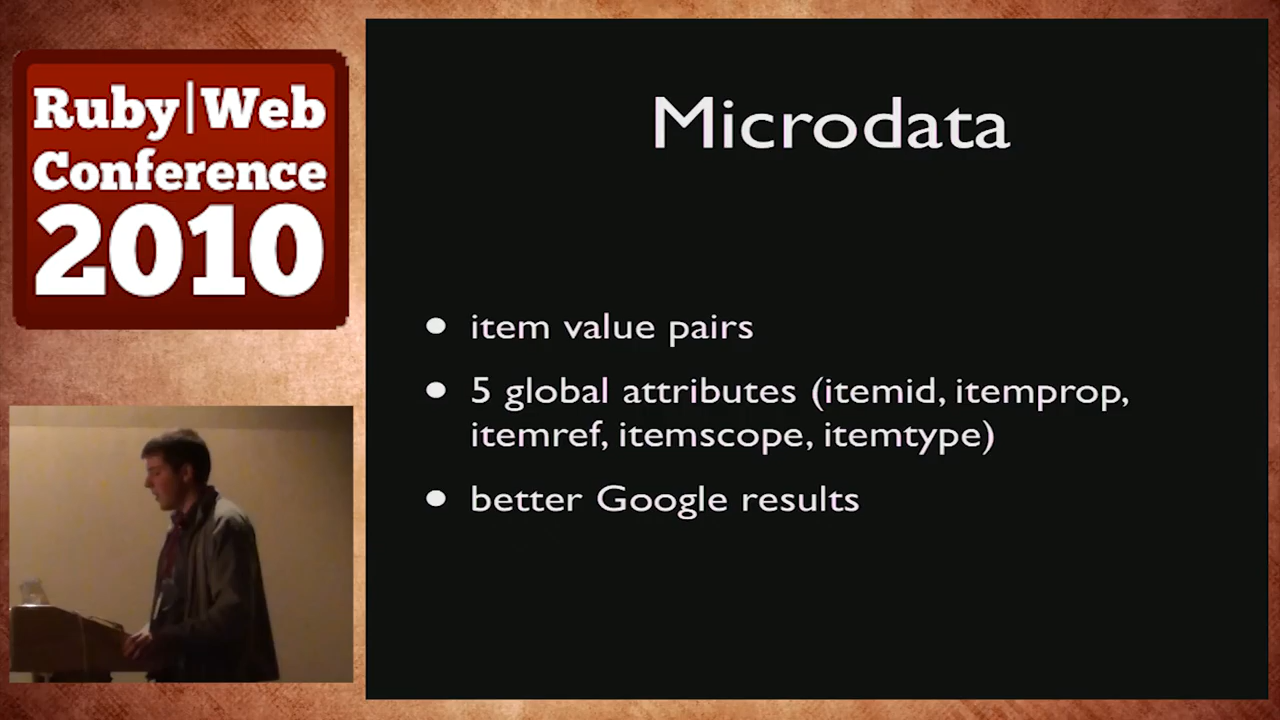 Ruby|Web
Conference
2010
Microdata
• item value pairs
• 5 global attributes (itemid, itemprop,
itemref, itemscope, itemtype)
• better Google results